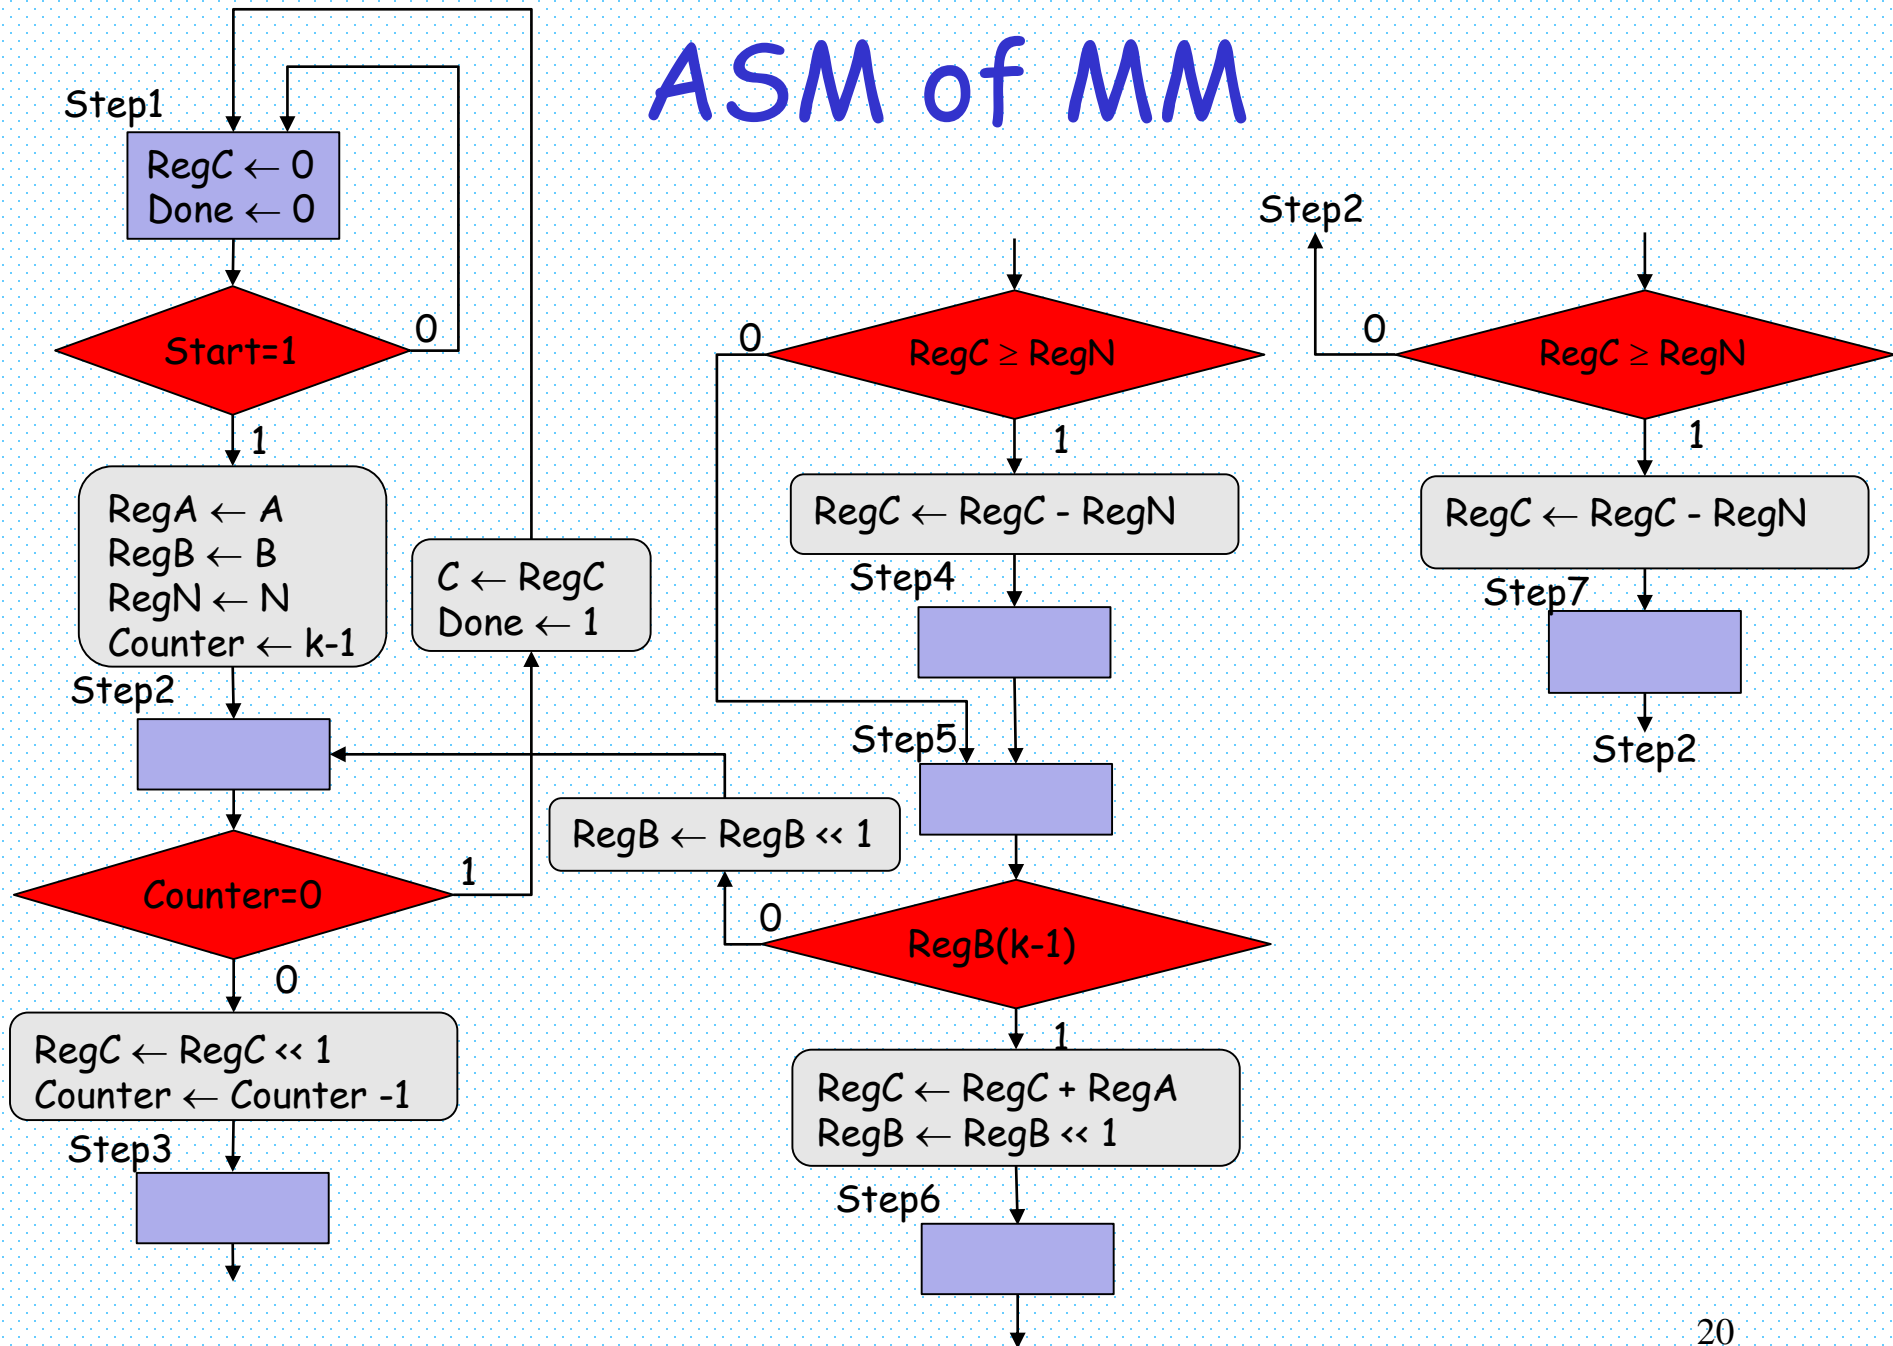 ASM of MM
Step1
RegC ← 0
Done ← 0
Start=1
0
1
RegA ← A
RegB ← B
RegN ← N
Counter ← k-1
C ← RegC
Done ← 1
Step2
Counter=0
1
0
RegC ← RegC << 1
Counter ← Counter -1
Step3
RegC ≥ RegN
0
1
RegC ← RegC - RegN
Step4
Step5
RegB ← RegB << 1
0
RegB(k-1)
1
RegC ← RegC + RegA
RegB ← RegB << 1
Step6
Step2
0
RegC ≥ RegN
1
RegC ← RegC - RegN
Step7
Step2
20